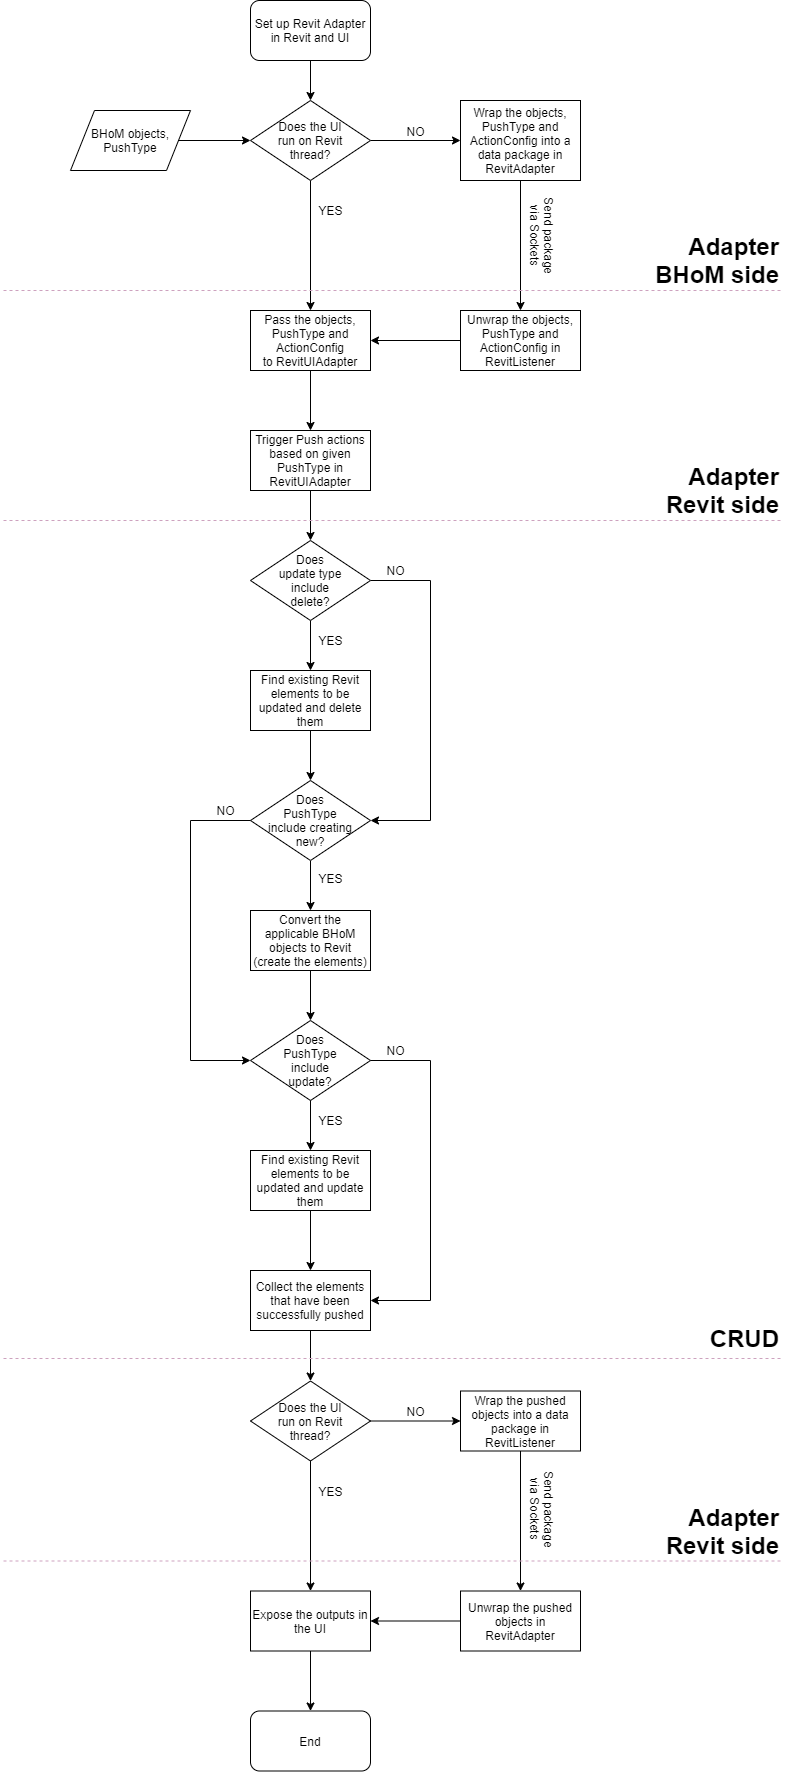 Set up Revit Adapter
in Revit and UI
BHoM objects,
PushType
Does the UI
run on Revit
thread?
NO
Wrap the objects,
PushType and
ActionConfig into a
data package in
RevitAdapter
YES
Send package
via Sockets
Adapter
BHoM side
Pass the objects,
PushType and
ActionConfig
to RevitUIAdapter
Unwrap the objects,
PushType and
ActionConfig in
RevitListener
Trigger Push actions
based on given
PushType in
RevitUIAdapter
Adapter
Revit side
Does
update type
include
delete?
NO
YES
Find existing Revit
elements to be
updated and delete
them
Does
PushType
include creating
new?
NO
YES
Convert the
applicable BHoM
objects to Revit
(create the elements)
Does
PushType
include
update?
NO
YES
Find existing Revit
elements to be
updated and update
them
Collect the elements
that have been
successfully pushed
CRUD
Does the UI
run on Revit
thread?
NO
Wrap the pushed
objects into a data
package in
RevitListener
YES
Send package
via Sockets
Adapter
Revit side
Expose the outputs in
the UI
Unwrap the pushed
objects in
RevitAdapter
End